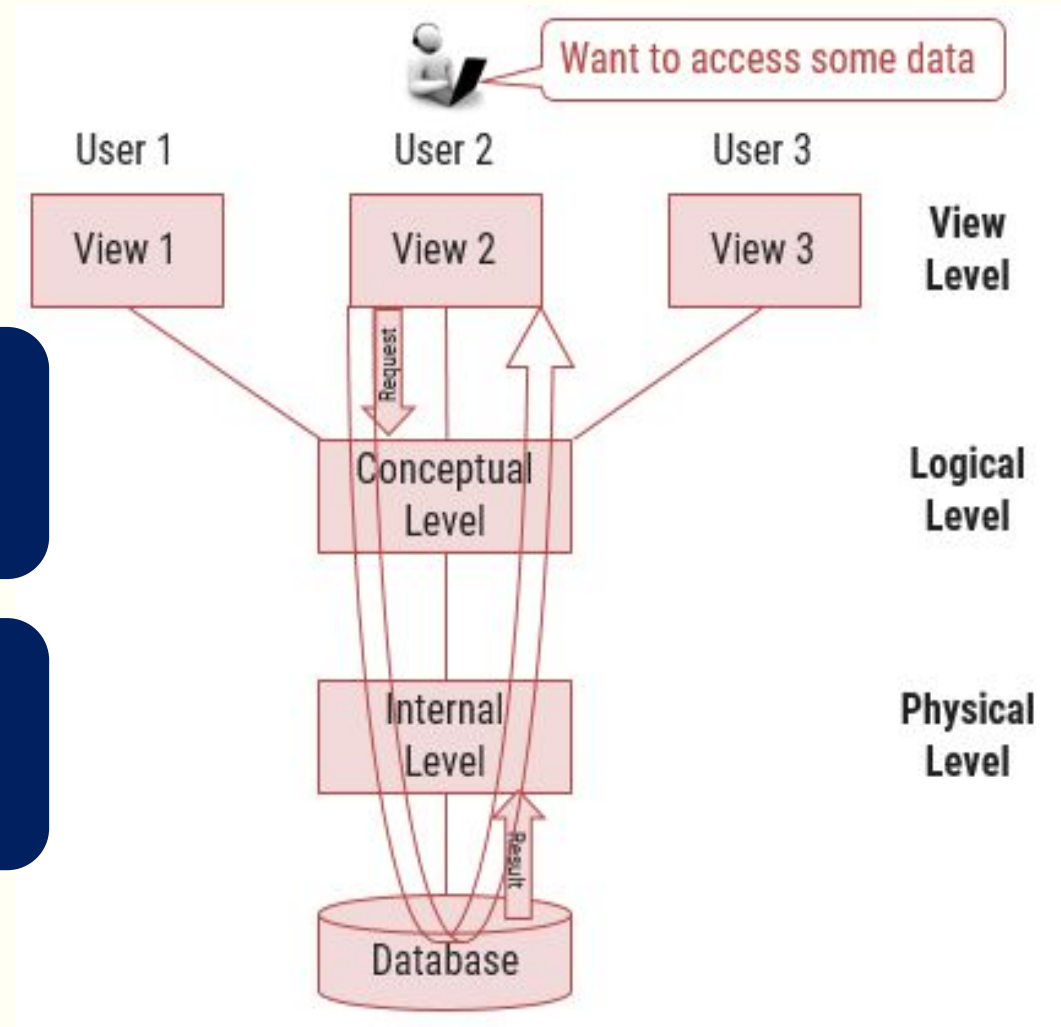 Want to access some data
User 1
User 2
User 3
View 1
View 2
View 3
View
Level
Request
Conceptual
Level
Logical
Level
Internal
Level
Physical
Level
Result
Database